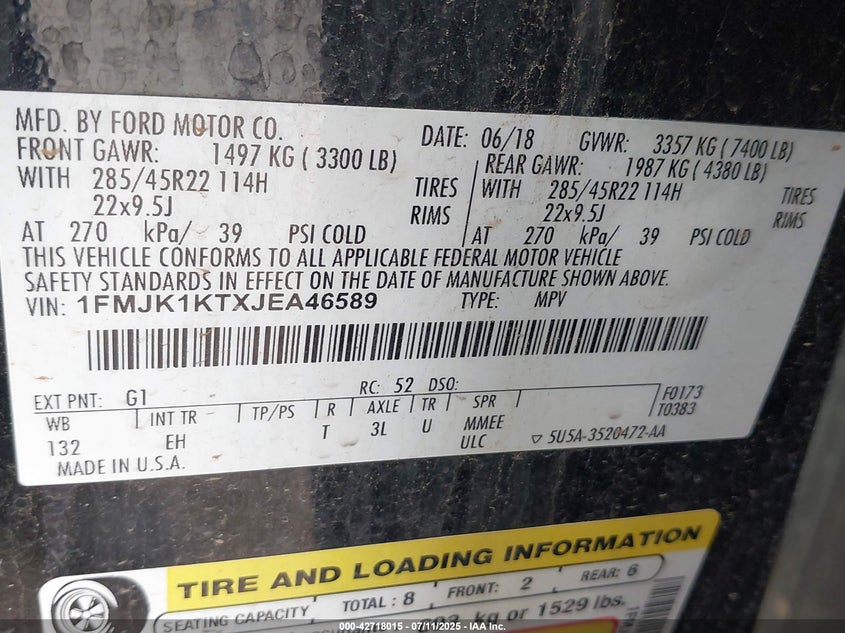 MFD. BY FORD MOTOR CO. DATE: 06/18 GVWR: 3357 KG ( 7400 LB)
FRONT GAWR: 1497 KG ( 3300 LB) REAR GAWR: 1987 KG ( 4380 LB)
WITH 285/45R22 114H TIRES WITH 285/45R22 114H TIRES
22x9.5J RIMS 22x9.5J RIMS
AT 270 kPa/ 39 PSI COLD AT 270 kPa/ 39 PSI COLD
THIS VEHICLE CONFORMS TO ALL APPLICABLE FEDERAL MOTOR VEHICLE
SAFETY STANDARDS IN EFFECT ON THE DATE OF MANUFACTURE SHOWN ABOVE.
VIN: 1FMJK1KTXJEA46589 TYPE: MPV
EXT PNT: G1 RC: 52 DSO: F0173
WB INT TR TP/PS R AXLE TR SPR T0383
132 EH T 3L U MMEE
ULC ▽ 5U5A-3520472-AA
MADE IN U.S.A.
TIRE AND LOADING INFORMATION
SEATING CAPACITY TOTAL : 8 FRONT: 2 REAR: 6
kg or 1529 lbs.
000-42718015 - 07/11/2025 - IAA Inc.